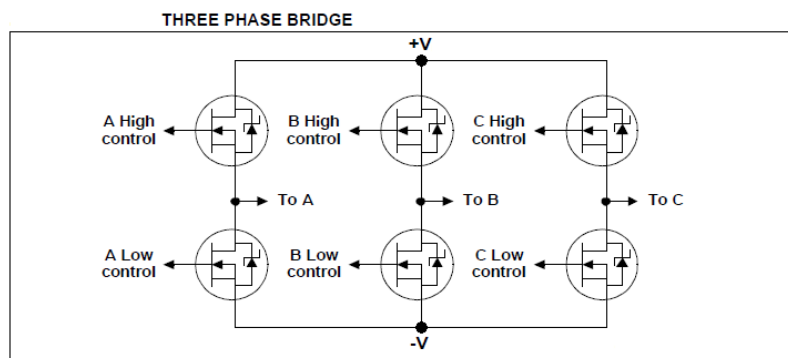 THREE PHASE BRIDGE
+V
A High
control
B High
control
C High
control
To A
To B
To C
A Low
control
B Low
control
C Low
control
-V